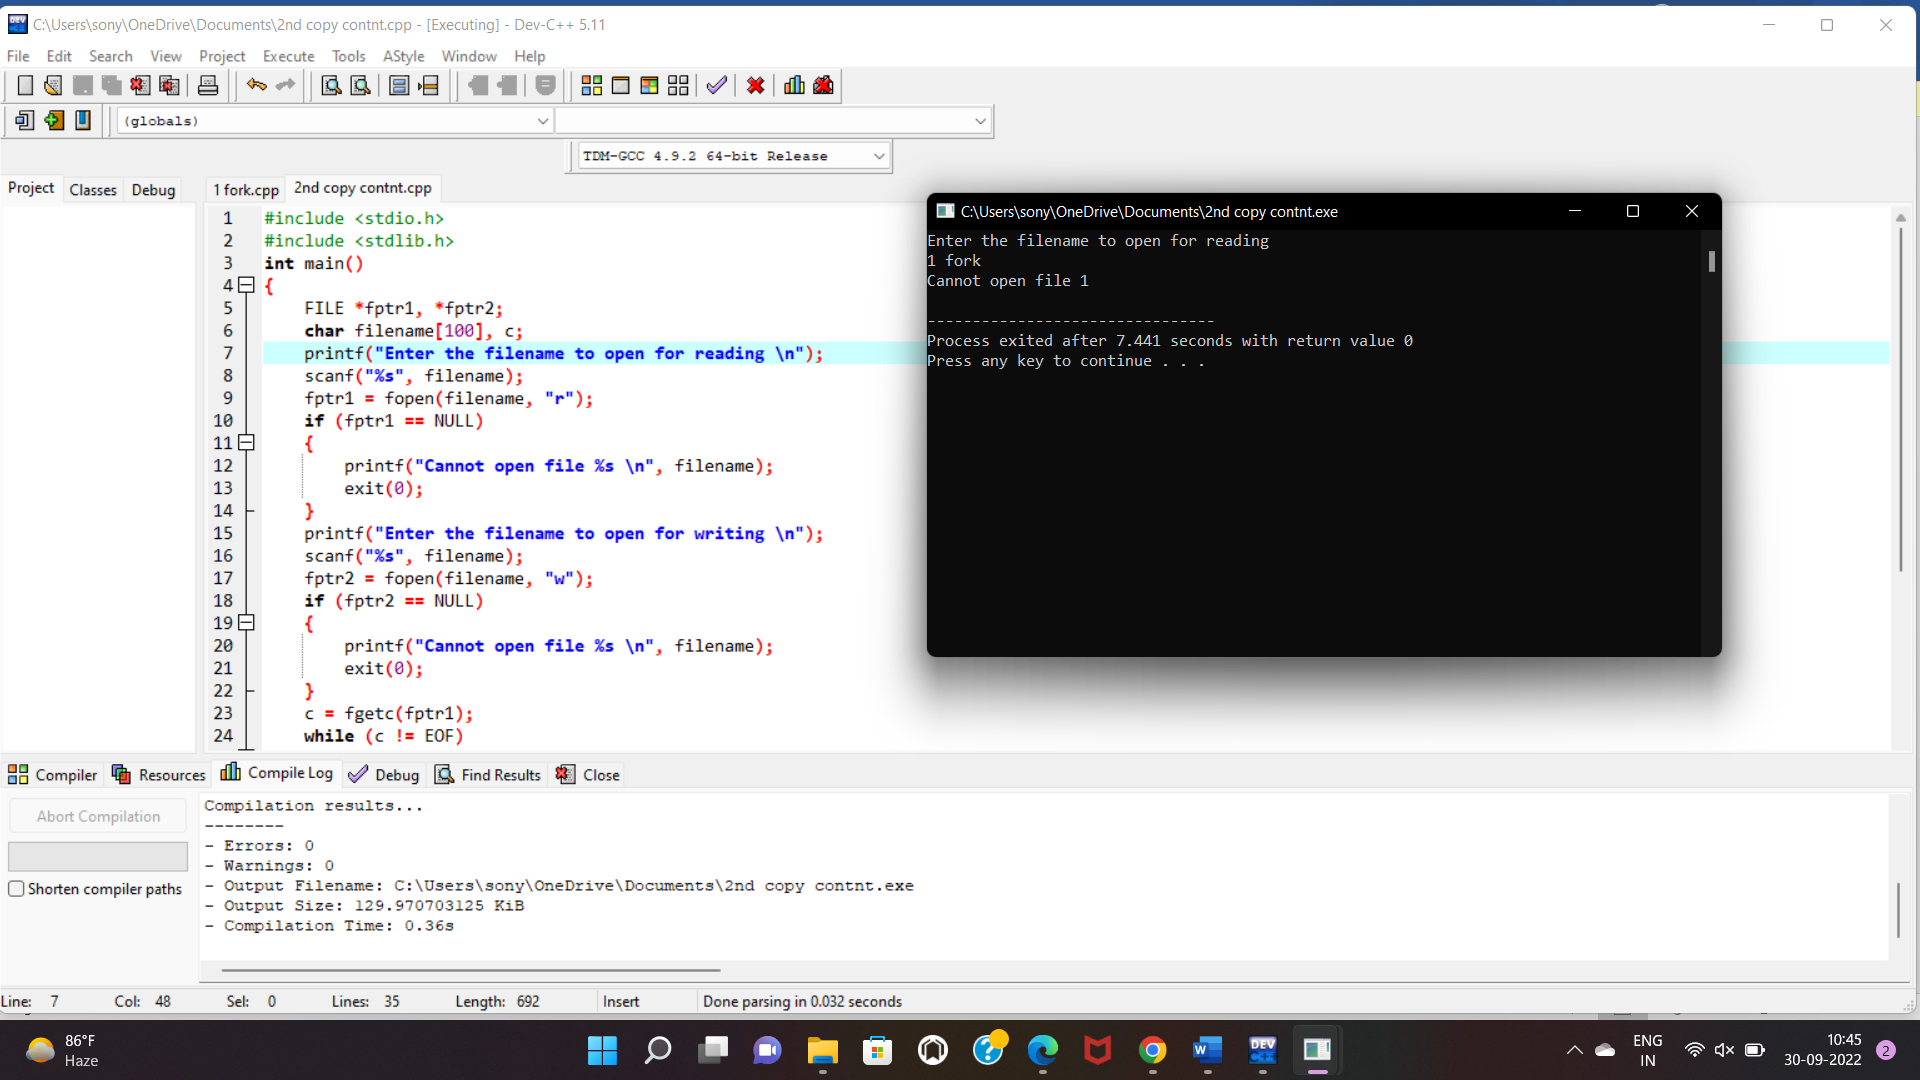 C:\Users\sony\OneDrive\Documents\2nd copy contnt.cpp - [Executing] - Dev-C++ 5.11
File Edit Search View Project Execute Tools AStyle Window Help
(globals)
TDM-GCC 4.9.2 64-bit Release
Project Classes Debug
1 fork.cpp 2nd copy contnt.cpp
1 #include <stdio.h>
2 #include <stdlib.h>
3 int main()
4 {
5 FILE *fptr1, *fptr2;
6 char filename[100], c;
7 printf("Enter the filename to open for reading \n");
8 scanf("%s", filename);
9 fptr1 = fopen(filename, "r");
10 if (fptr1 == NULL)
11 {
12 printf("Cannot open file %s \n", filename);
13 exit(0);
14 }
15 printf("Enter the filename to open for writing \n");
16 scanf("%s", filename);
17 fptr2 = fopen(filename, "w");
18 if (fptr2 == NULL)
19 {
20 printf("Cannot open file %s \n", filename);
21 exit(0);
22 }
23 c = fgetc(fptr1);
24 while (c != EOF)
C:\Users\sony\OneDrive\Documents\2nd copy contnt.exe
Enter the filename to open for reading
1 fork
Cannot open file 1
--------------------------------
Process exited after 7.441 seconds with return value 0
Press any key to continue . . .
Compiler Resources Compile Log Debug Find Results Close
Abort Compilation
Shorten compiler paths
Compilation results...
--------
- Errors: 0
- Warnings: 0
- Output Filename: C:\Users\sony\OneDrive\Documents\2nd copy contnt.exe
- Output Size: 129.970703125 KiB
- Compilation Time: 0.36s
Line: 7 Col: 48 Sel: 0 Lines: 35 Length: 692 Insert Done parsing in 0.032 seconds
86°F
Haze
DEV
C++
ENG
IN
10:45
30-09-2022
2